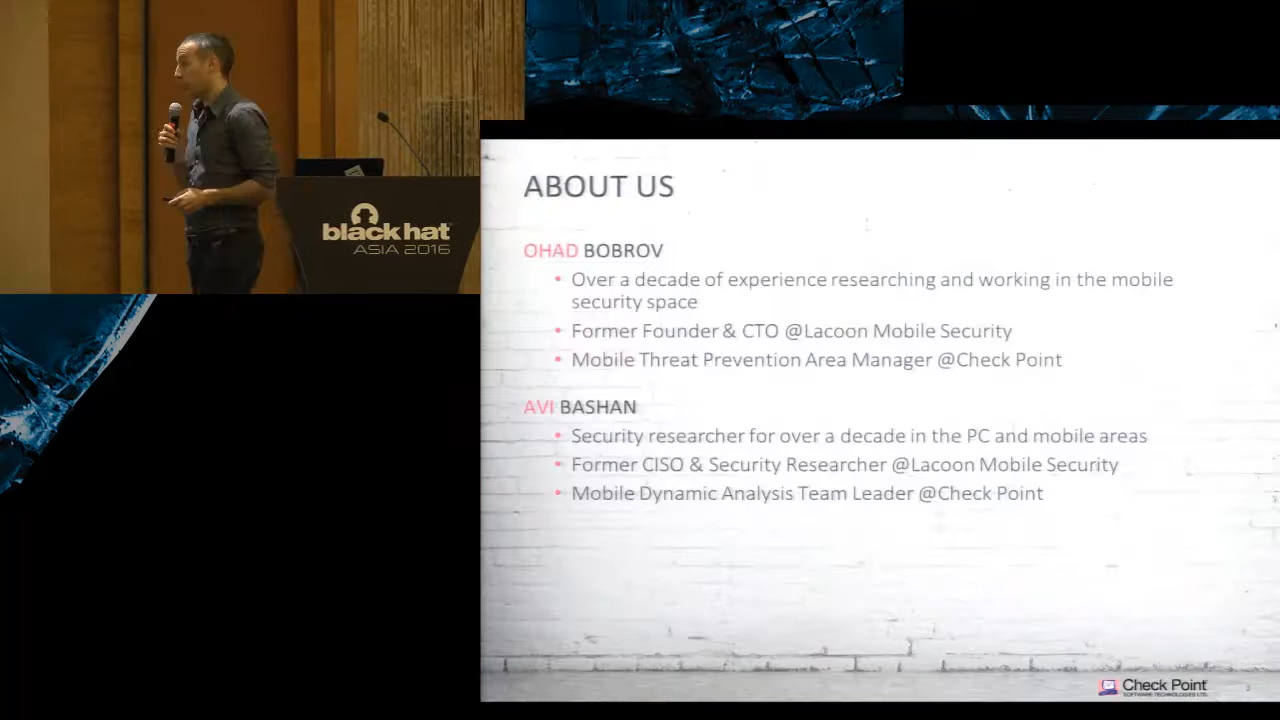 black hat
ASIA 2016
ABOUT US
OHAD BOBROV
• Over a decade of experience researching and working in the mobile
security space
• Former Founder & CTO @Lacoon Mobile Security
• Mobile Threat Prevention Area Manager @Check Point
AVI BASHAN
• Security researcher for over a decade in the PC and mobile areas
• Former CISO & Security Researcher @Lacoon Mobile Security
• Mobile Dynamic Analysis Team Leader @Check Point
Check Point
SOFTWARE TECHNOLOGIES LTD.